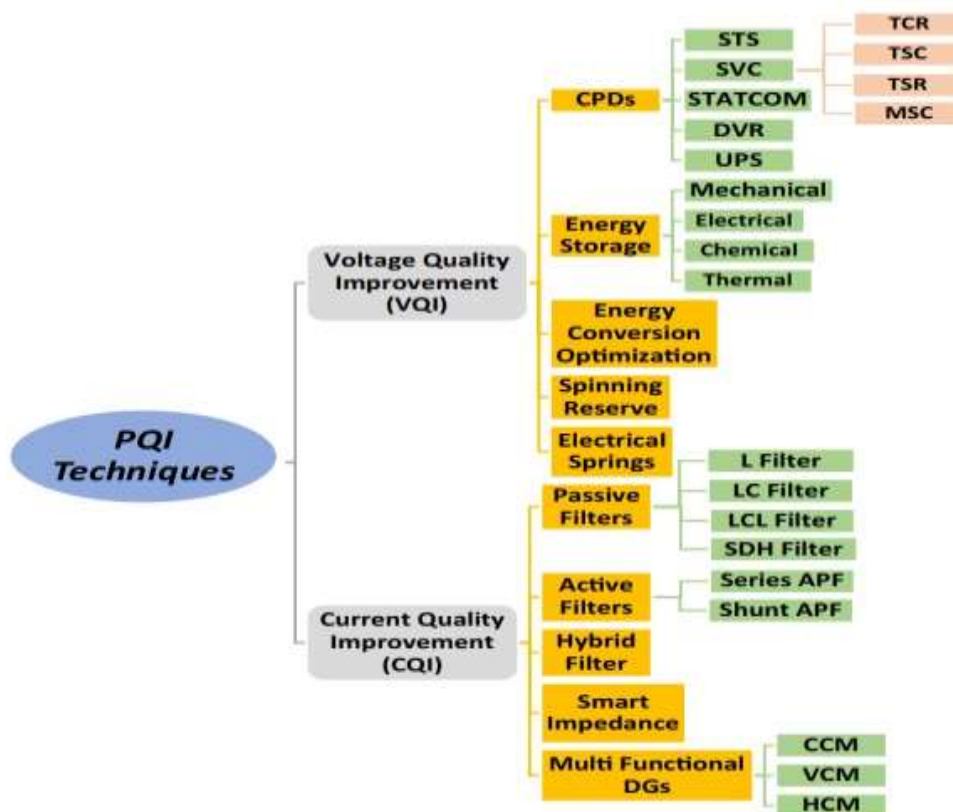 PQI
Techniques
Voltage Quality
Improvement
(VQI)
CPDs
STS
SVC
TCR
TSC
TSR
MSC
STATCOM
DVR
UPS
Energy
Storage
Mechanical
Electrical
Chemical
Thermal
Energy
Conversion
Optimization
Spinning
Reserve
Electrical
Springs
Current Quality
Improvement
(CQI)
Passive
Filters
L Filter
LC Filter
LCL Filter
SDH Filter
Active
Filters
Series APF
Shunt APF
Hybrid
Filter
Smart
Impedance
Multi Functional
DGs
CCM
VCM
HCM